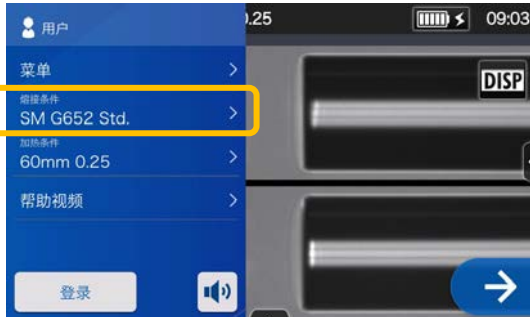 用户
.25
09:03
菜单
DISP
熔接条件
SM G652 Std.
加热条件
60mm 0.25
帮助视频
登录